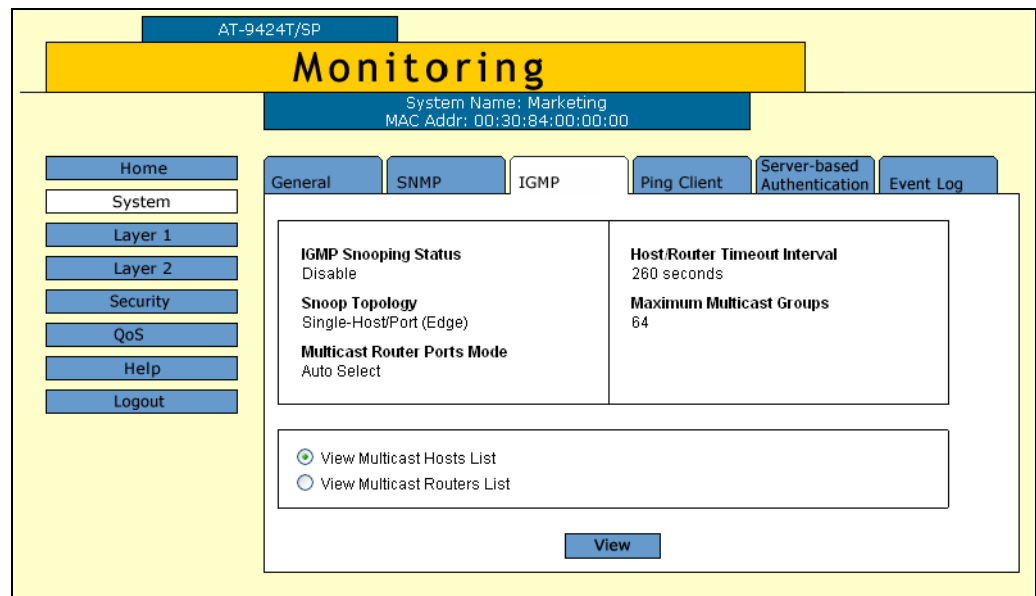 AT-9424T/SP
Monitoring
System Name: Marketing
MAC Addr: 00:30:84:00:00:00
Home
System
Layer 1
Layer 2
Security
QoS
Help
Logout
General
SNMP
IGMP
Ping Client
Server-based
Authentication
Event Log
IGMP Snooping Status
Disable
Snoop Topology
Single-Host/Port (Edge)
Multicast Router Ports Mode
Auto Select
Host/Router Timeout Interval
260 seconds
Maximum Multicast Groups
64
View Multicast Hosts List
View Multicast Routers List
View